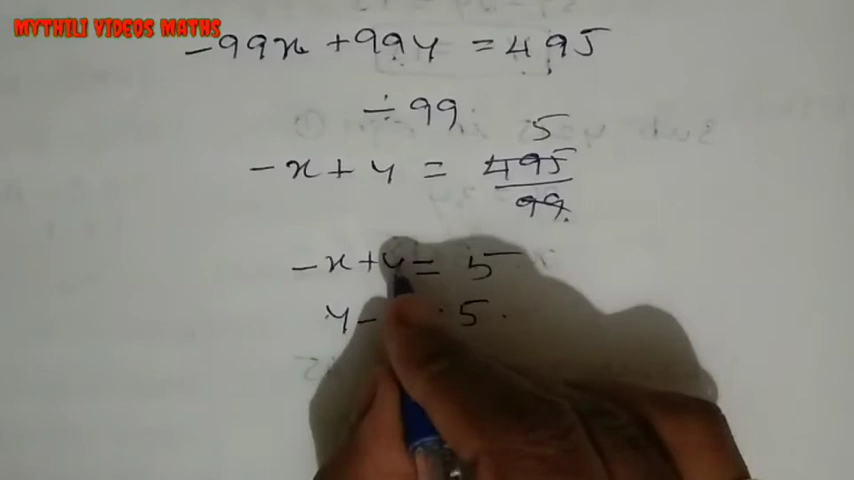 MYTHILI VIDEOS MATHS
-99x + 99y = 495
÷ 99
5
-x + y = 495/99
-x + y = 5
y - 5